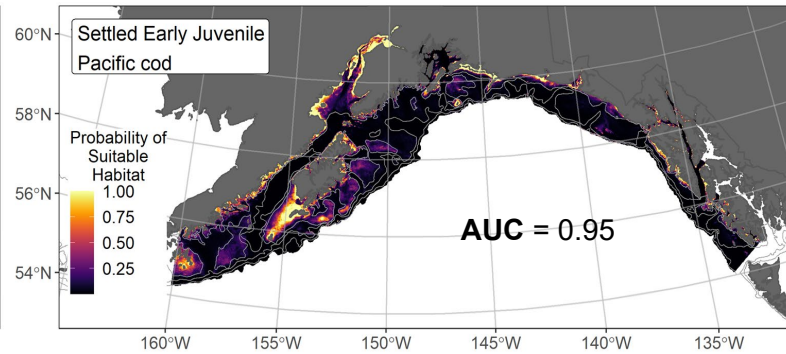 60°N
Settled Early Juvenile
Pacific cod
58°N
Probability of
Suitable
Habitat
56°N
1.00
0.75
0.50
0.25
AUC = 0.95
54°N
160°W
155°W
150°W
145°W
140°W
135°W